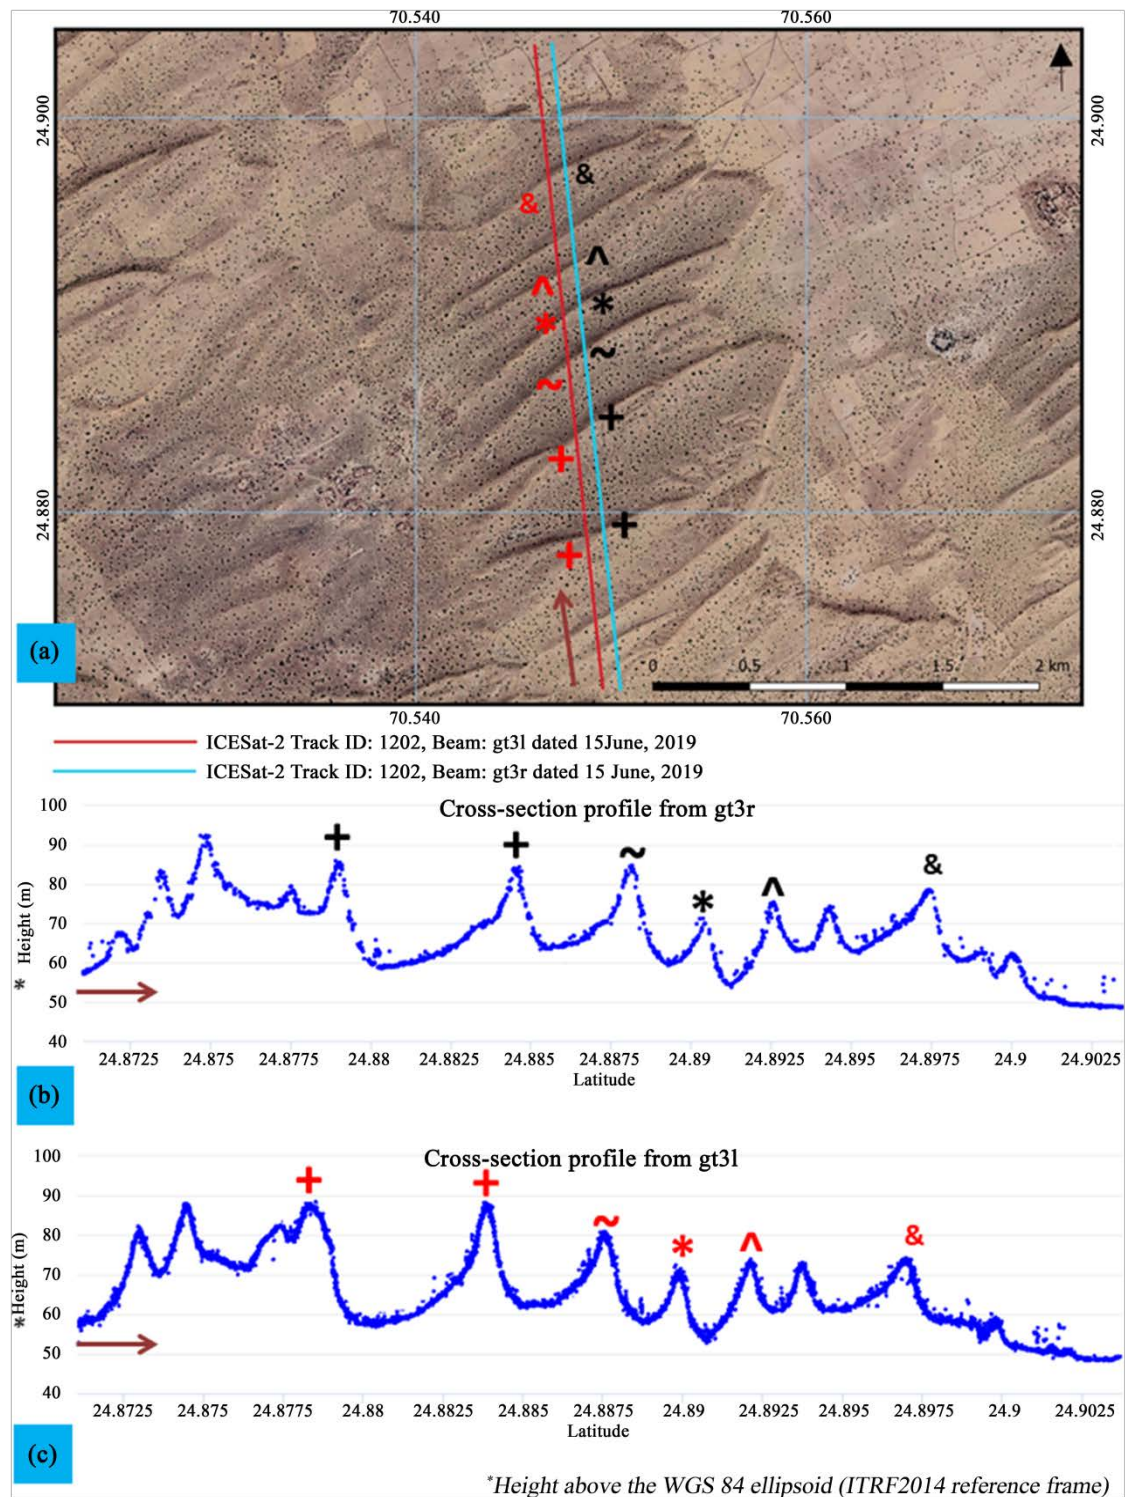 70.540 70.560
24.900 24.900
&
&
^
^
*
*
~
~
+
+
24.880 24.880
+
+
(a)
0 0.5 1 1.5 2 km
70.540 70.560
ICESat-2 Track ID: 1202, Beam: gt3l dated 15June, 2019
ICESat-2 Track ID: 1202, Beam: gt3r dated 15 June, 2019
Cross-section profile from gt3r
100
90
80
70
60
50
40
* Height (m)
+ + ~ * ^ &
24.8725 24.875 24.8775 24.88 24.8825 24.885 24.8875 24.89 24.8925 24.895 24.8975 24.9 24.9025
Latitude
(b)
Cross-section profile from gt3l
100
90
80
70
60
50
40
*Height (m)
+ + ~ * ^ &
24.8725 24.875 24.8775 24.88 24.8825 24.885 24.8875 24.89 24.8925 24.895 24.8975 24.9 24.9025
Latitude
(c)
*Height above the WGS 84 ellipsoid (ITRF2014 reference frame)